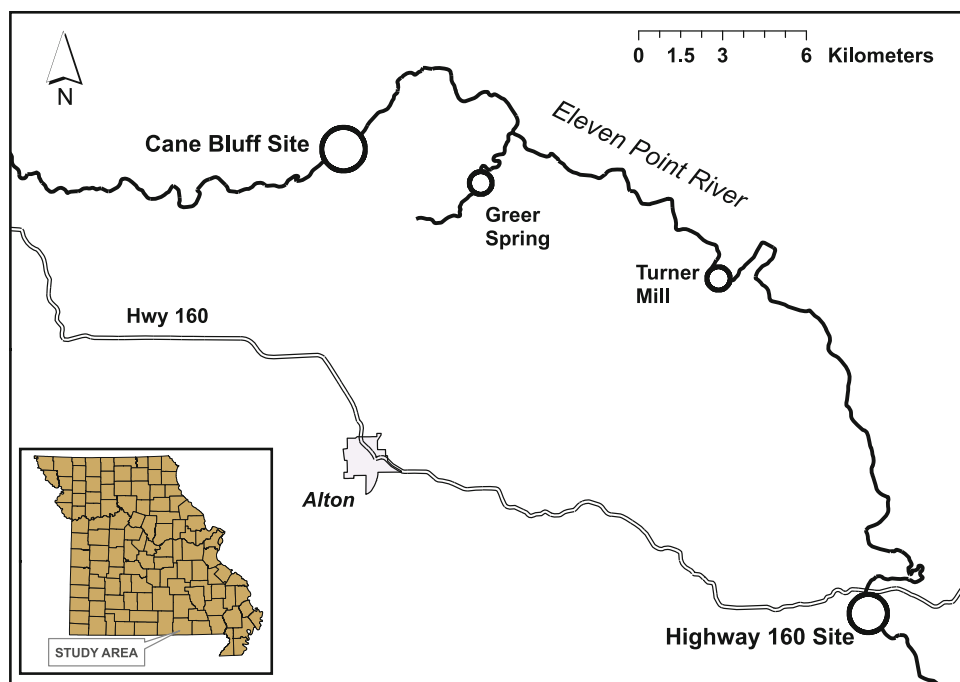 N
0 1.5 3 6 Kilometers
Cane Bluff Site
Eleven Point River
Greer
Spring
Turner
Mill
Hwy 160
Alton
Highway 160 Site
STUDY AREA